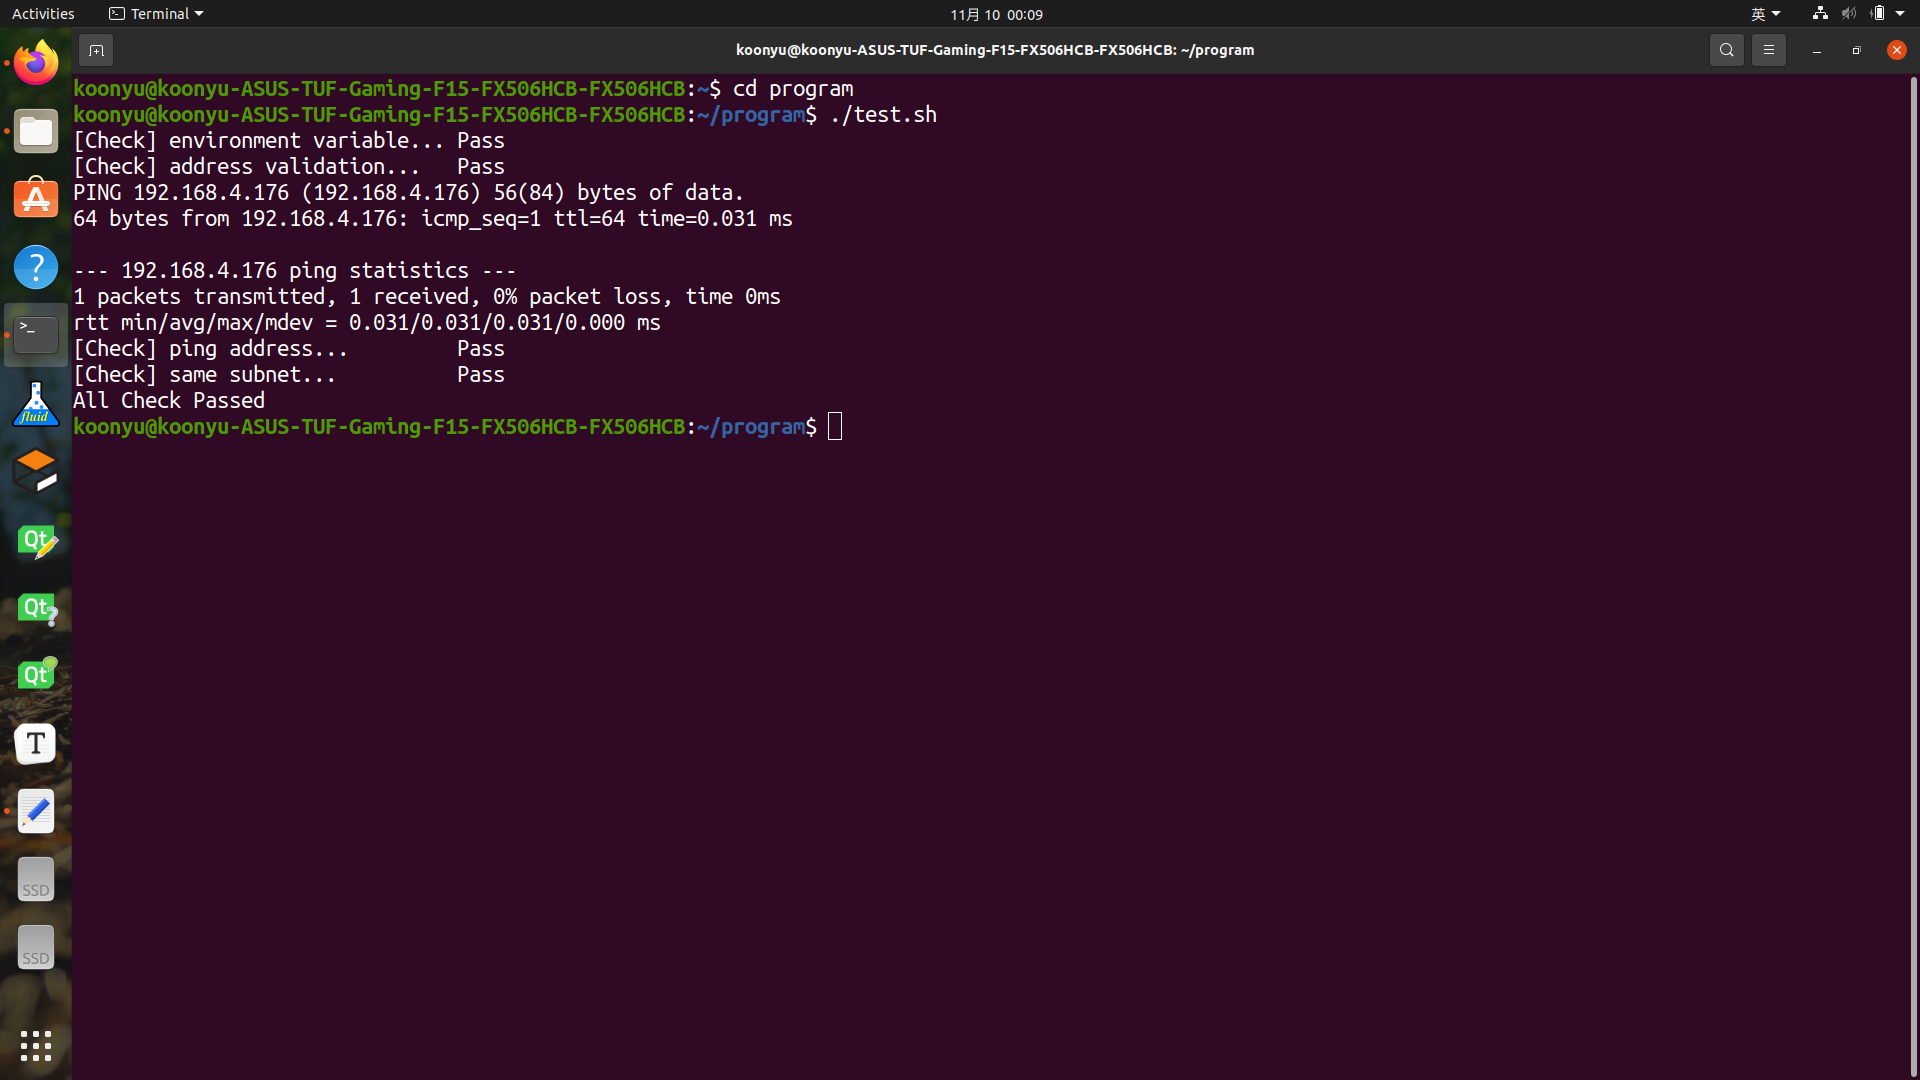 Activities
Terminal
11月 10 00:09
英
koonyu@koonyu-ASUS-TUF-Gaming-F15-FX506HCB-FX506HCB: ~/program
koonyu@koonyu-ASUS-TUF-Gaming-F15-FX506HCB-FX506HCB:~$ cd program
koonyu@koonyu-ASUS-TUF-Gaming-F15-FX506HCB-FX506HCB:~/program$ ./test.sh
[Check] environment variable... Pass
[Check] address validation...   Pass
PING 192.168.4.176 (192.168.4.176) 56(84) bytes of data.
64 bytes from 192.168.4.176: icmp_seq=1 ttl=64 time=0.031 ms
--- 192.168.4.176 ping statistics ---
1 packets transmitted, 1 received, 0% packet loss, time 0ms
rtt min/avg/max/mdev = 0.031/0.031/0.031/0.000 ms
[Check] ping address...         Pass
[Check] same subnet...          Pass
All Check Passed
koonyu@koonyu-ASUS-TUF-Gaming-F15-FX506HCB-FX506HCB:~/program$
A
?
>_
fluid
Qt
Qt
?
Qt
T
SSD
SSD